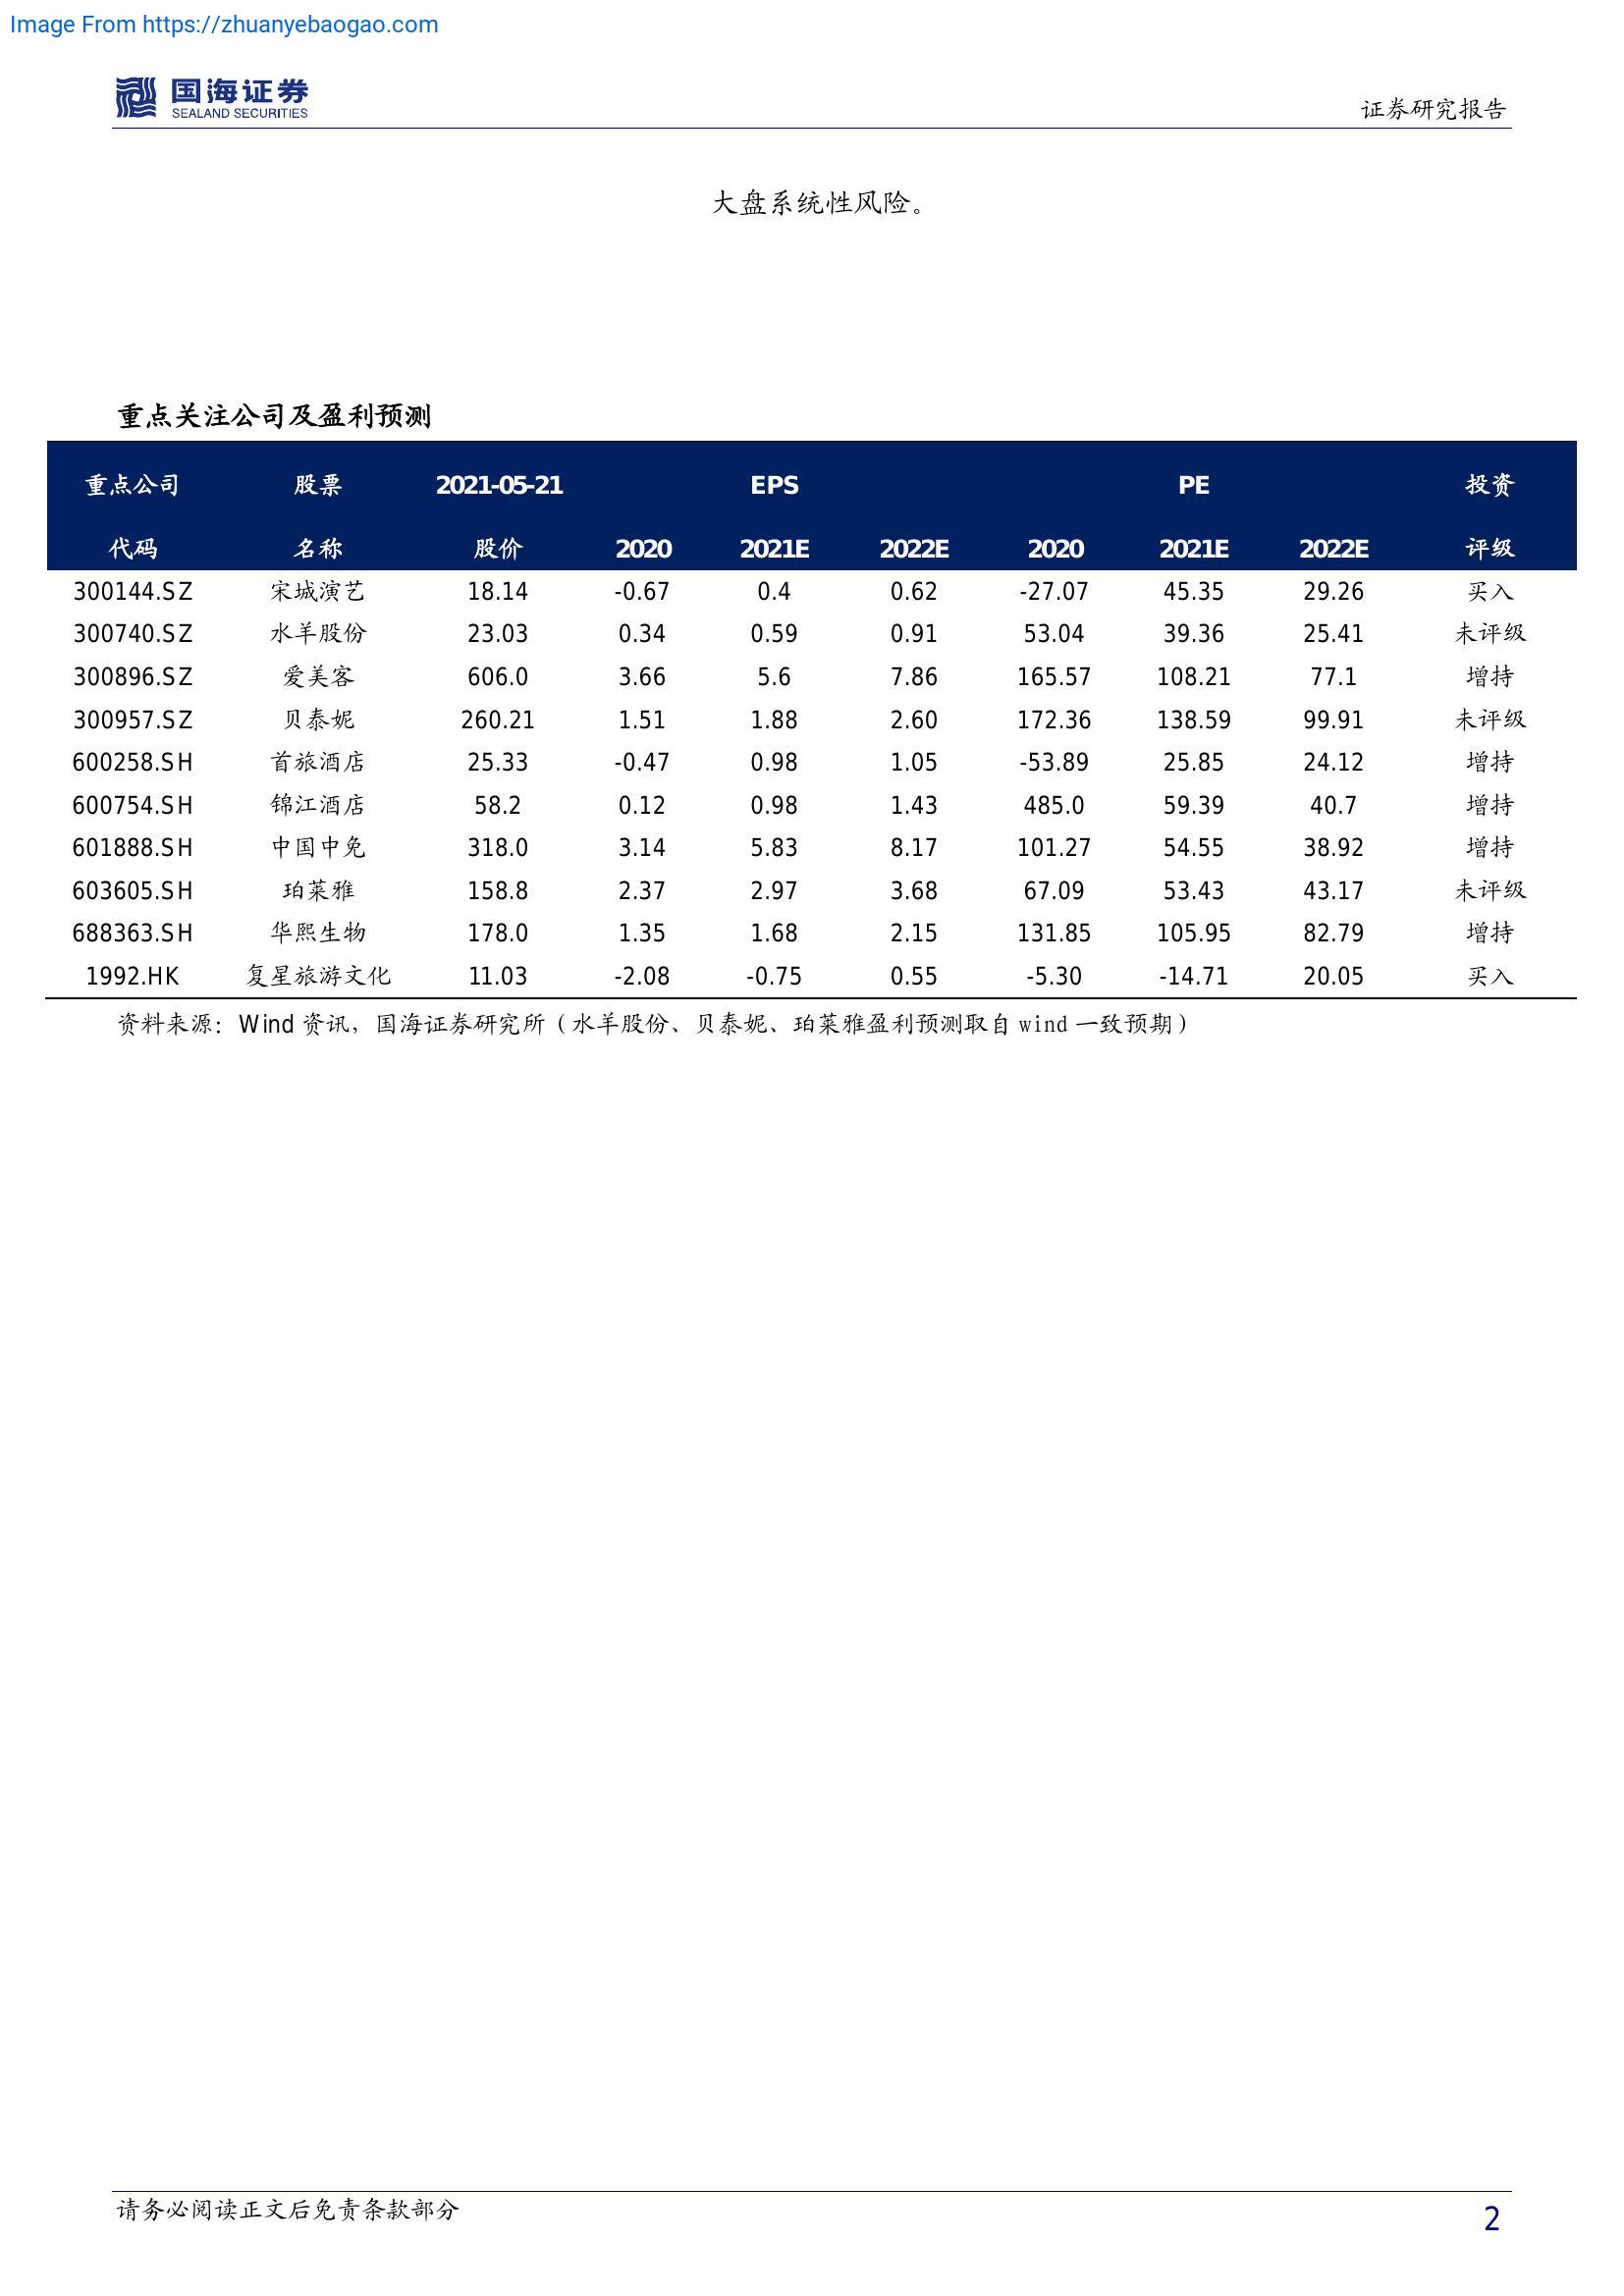 Image From https://zhuanyebaogao.com
国海证券
SEALAND SECURITIES
证券研究报告
大盘系统性风险。
重点关注公司及盈利预测
重点公司 股票 2021-05-21 EPS PE 投资
代码 名称 股价 2020 2021E 2022E 2020 2021E 2022E 评级
300144.SZ 宋城演艺 18.14 -0.67 0.4 0.62 -27.07 45.35 29.26 买入
300740.SZ 水羊股份 23.03 0.34 0.59 0.91 53.04 39.36 25.41 未评级
300896.SZ 爱美客 606.0 3.66 5.6 7.86 165.57 108.21 77.1 增持
300957.SZ 贝泰妮 260.21 1.51 1.88 2.60 172.36 138.59 99.91 未评级
600258.SH 首旅酒店 25.33 -0.47 0.98 1.05 -53.89 25.85 24.12 增持
600754.SH 锦江酒店 58.2 0.12 0.98 1.43 485.0 59.39 40.7 增持
601888.SH 中国中免 318.0 3.14 5.83 8.17 101.27 54.55 38.92 增持
603605.SH 珀莱雅 158.8 2.37 2.97 3.68 67.09 53.43 43.17 未评级
688363.SH 华熙生物 178.0 1.35 1.68 2.15 131.85 105.95 82.79 增持
1992.HK 复星旅游文化 11.03 -2.08 -0.75 0.55 -5.30 -14.71 20.05 买入
资料来源：Wind 资讯，国海证券研究所（水羊股份、贝泰妮、珀莱雅盈利预测取自 wind 一致预期）
请务必阅读正文后免责条款部分
2